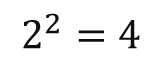 2² = 4